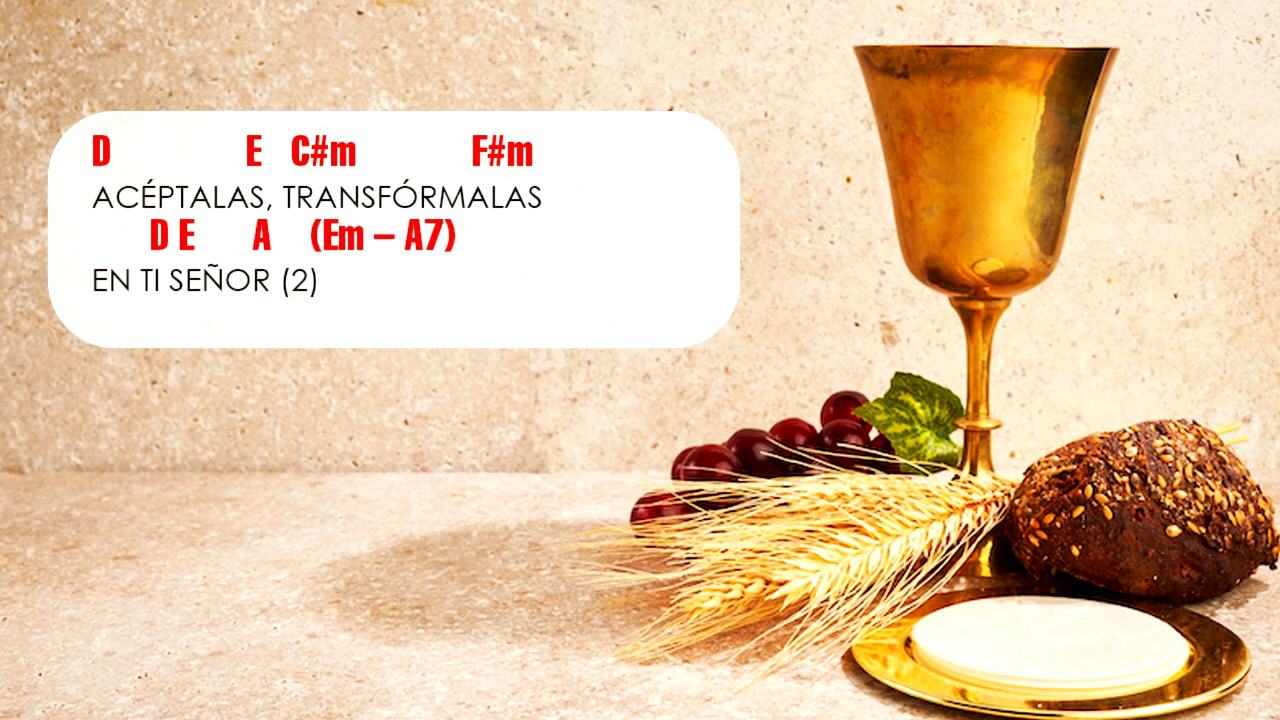 D E C#m F#m
ACÉPTALAS, TRANSFÓRMALAS
D E A (Em – A7)
EN TI SEÑOR (2)